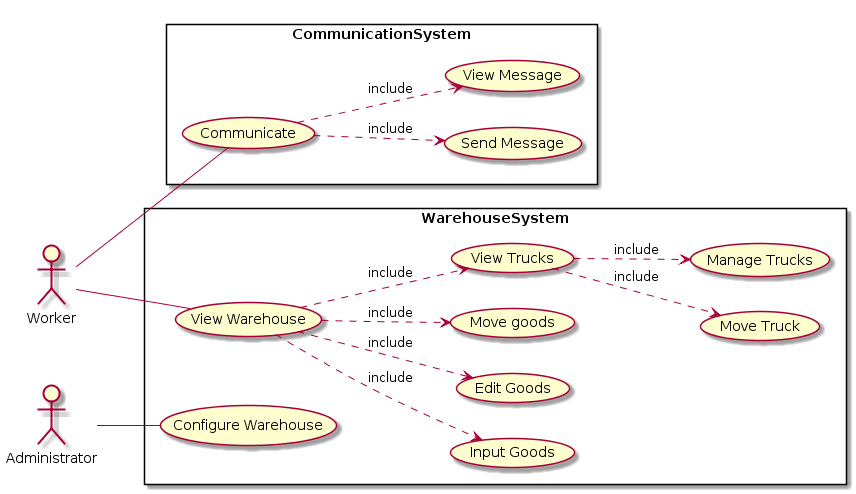 CommunicationSystem
View Message
include
Communicate
include
Send Message
WarehouseSystem
View Trucks
include
Manage Trucks
include
include
View Warehouse
include
Move goods
Move Truck
include
Edit Goods
include
Input Goods
Worker
Configure Warehouse
Administrator